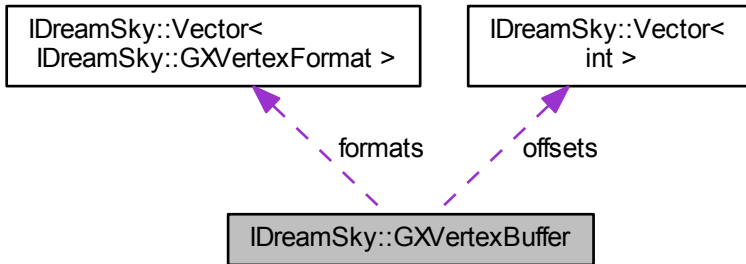 IDreamSky::Vector<
IDreamSky::GXVertexFormat >
IDreamSky::Vector<
int >
formats
offsets
IDreamSky::GXVertexBuffer